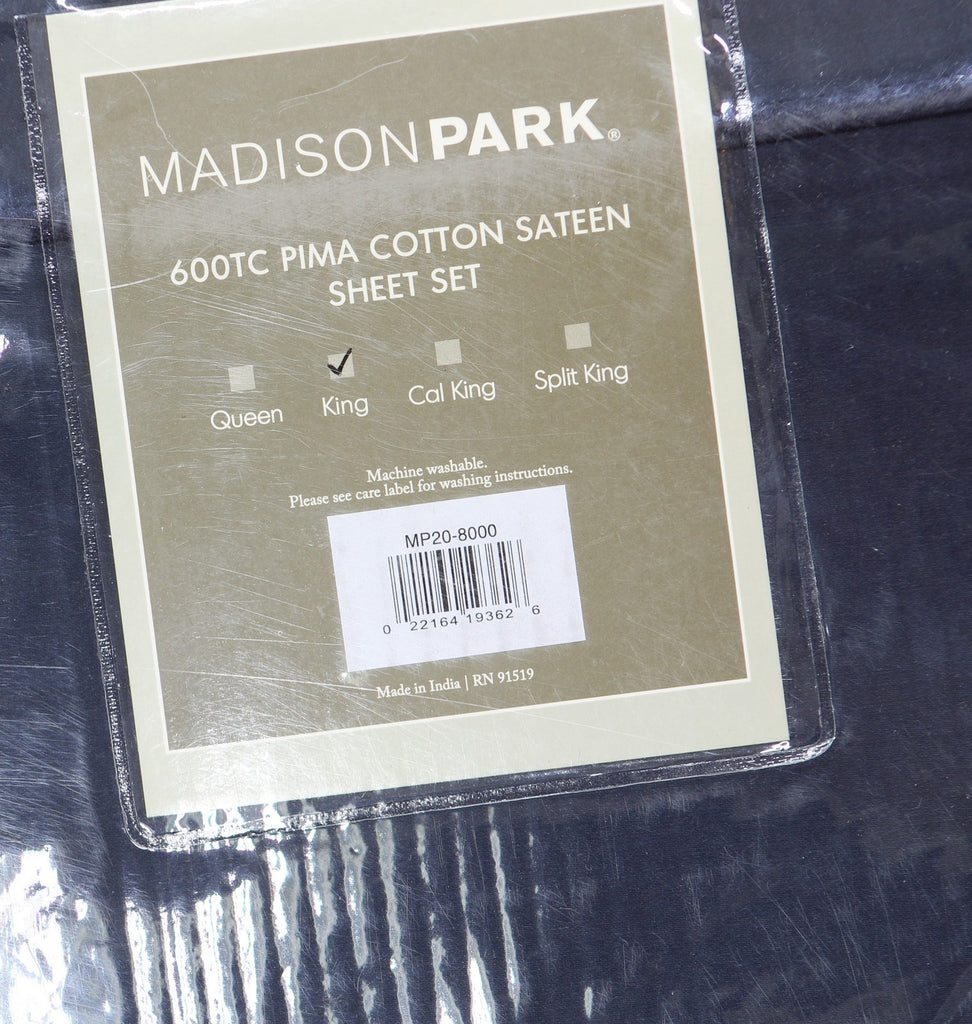 MADISONPARK®
600TC PIMA COTTON SATEEN
SHEET SET
Queen King Cal King Split King
Machine washable.
Please see care label for washing instructions.
MP20-8000
0 22164 19362 6
Made in India | RN 91519